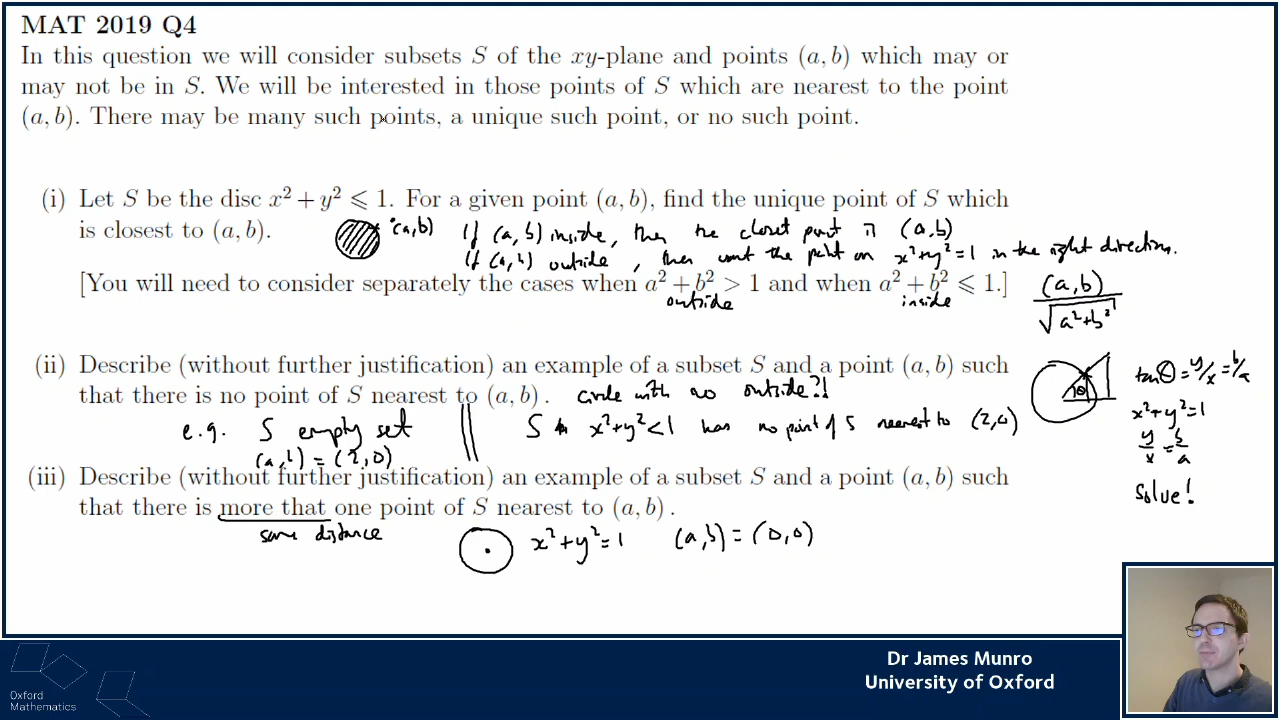 MAT 2019 Q4
In this question we will consider subsets S of the xy-plane and points (a, b) which may or
may not be in S. We will be interested in those points of S which are nearest to the point
(a, b). There may be many such points, a unique such point, or no such point.
(i) Let S be the disc x² + y² ⩽ 1. For a given point (a, b), find the unique point of S which
is closest to (a, b).
(a,b)
If (a, b) inside, then the closet point is (a, b)
If (a, b) outside, then want the point on x²+y²=1 in the right direction.
[You will need to consider separately the cases when a² + b² > 1 and when a² + b² ⩽ 1.]
outside
inside
(a,b)
√a²+b²
(ii) Describe (without further justification) an example of a subset S and a point (a, b) such
that there is no point of S nearest to (a, b).
circle with no outside?!
e.g. S empty set
(a,b) = (2,0)
S x²+y²<1 has no point of S nearest to (2,0)
θ
tan θ = y/x = b/a
x²+y²=1
y/x = b/a
Solve!
(iii) Describe (without further justification) an example of a subset S and a point (a, b) such
that there is more that one point of S nearest to (a, b).
same distance
x²+y²=1 (a,b) = (0,0)
Oxford
Mathematics
Dr James Munro
University of Oxford